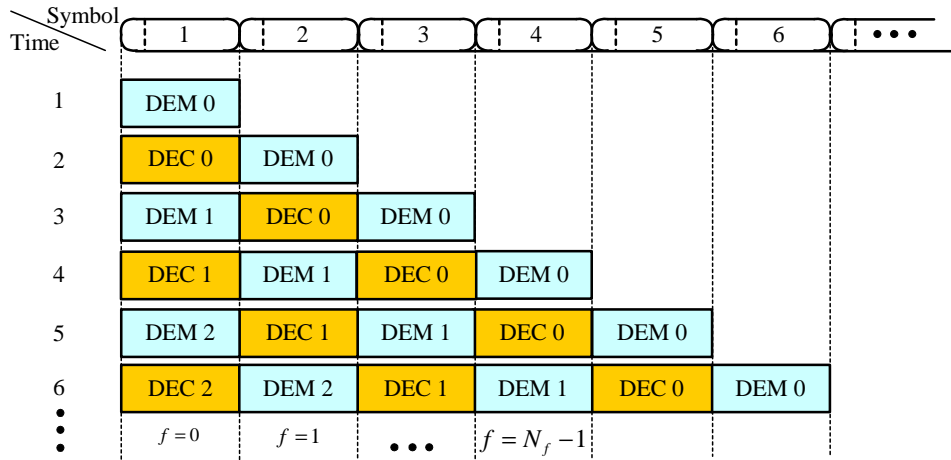 Symbol
Time
1 2 3 4 5 6 •••
1 DEM 0
2 DEC 0 DEM 0
3 DEM 1 DEC 0 DEM 0
4 DEC 1 DEM 1 DEC 0 DEM 0
5 DEM 2 DEC 1 DEM 1 DEC 0 DEM 0
6 DEC 2 DEM 2 DEC 1 DEM 1 DEC 0 DEM 0
f = 0 f = 1 ••• f = N_f − 1